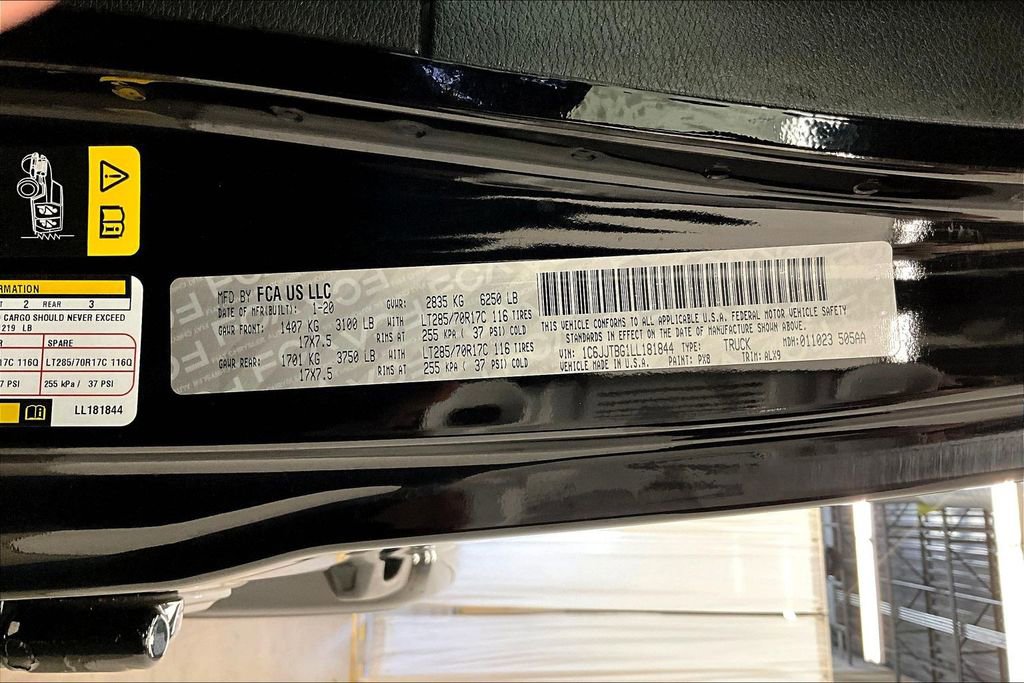 RMATION
T 2 REAR 3
CARGO SHOULD NEVER EXCEED
219 LB
SPARE
17C 116Q LT285/70R17C 116Q
7 PSI 255 kPa / 37 PSI
LL181844
MFD BY FCA US LLC
DATE OF MFR(BUILT): 1-20 GVWR: 2835 KG 6250 LB
GAWR FRONT: 1407 KG 3100 LB WITH LT285/70R17C 116 TIRES
17X7.5 RIMS AT 255 KPA ( 37 PSI) COLD
GAWR REAR: 1701 KG 3750 LB WITH LT285/70R17C 116 TIRES
17X7.5 RIMS AT 255 KPA ( 37 PSI) COLD
THIS VEHICLE CONFORMS TO ALL APPLICABLE U.S.A. FEDERAL MOTOR VEHICLE SAFETY
STANDARDS IN EFFECT ON THE DATE OF MANUFACTURE SHOWN ABOVE.
VIN: 1C6JJTBG1LL181844 TYPE: TRUCK MDH: 011023 505AA
VEHICLE MADE IN U.S.A. PAINT: PX8 TRIM: ALX9